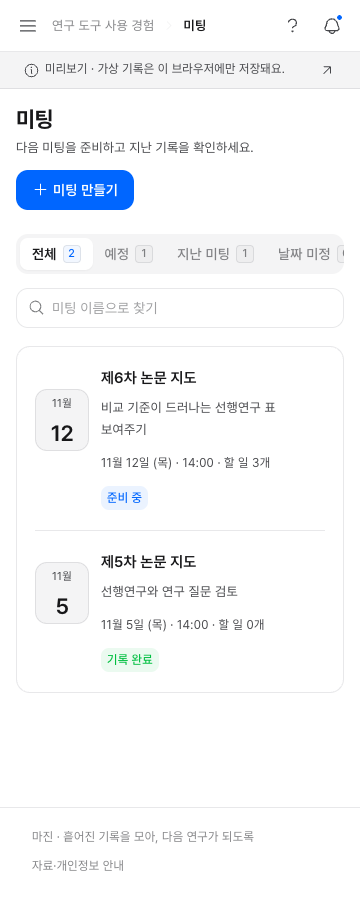 연구 도구 사용 경험 미팅
미리보기 · 가상 기록은 이 브라우저에만 저장돼요.
미팅
다음 미팅을 준비하고 지난 기록을 확인하세요.
+ 미팅 만들기
전체 2 예정 1 지난 미팅 1 날짜 미정
미팅 이름으로 찾기
11월
12
제6차 논문 지도
비교 기준이 드러나는 선행연구 표
보여주기
11월 12일 (목) · 14:00 · 할 일 3개
준비 중
11월
5
제5차 논문 지도
선행연구와 연구 질문 검토
11월 5일 (목) · 14:00 · 할 일 0개
기록 완료
마진 · 흩어진 기록을 모아, 다음 연구가 되도록
자료·개인정보 안내